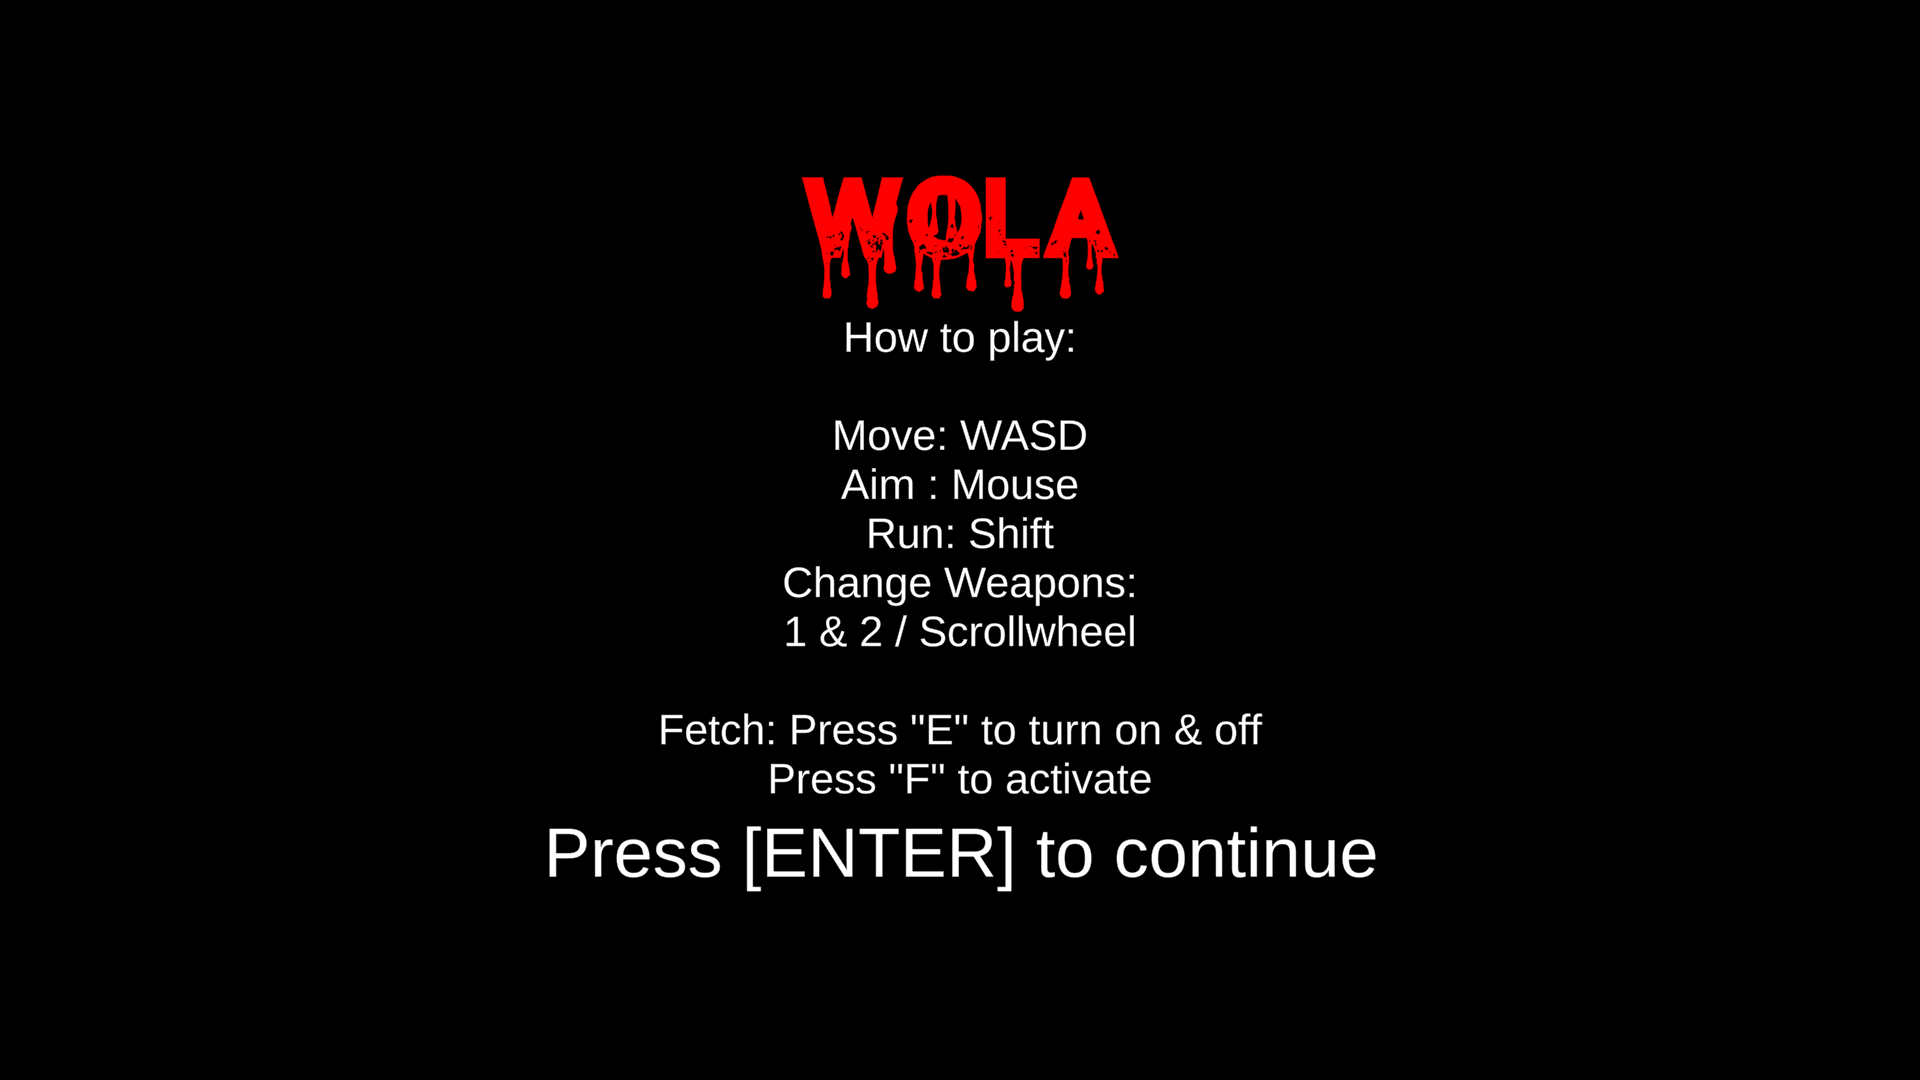 WOLA
How to play:
Move: WASD
Aim : Mouse
Run: Shift
Change Weapons:
1 & 2 / Scrollwheel
Fetch: Press "E" to turn on & off
Press "F" to activate
Press [ENTER] to continue